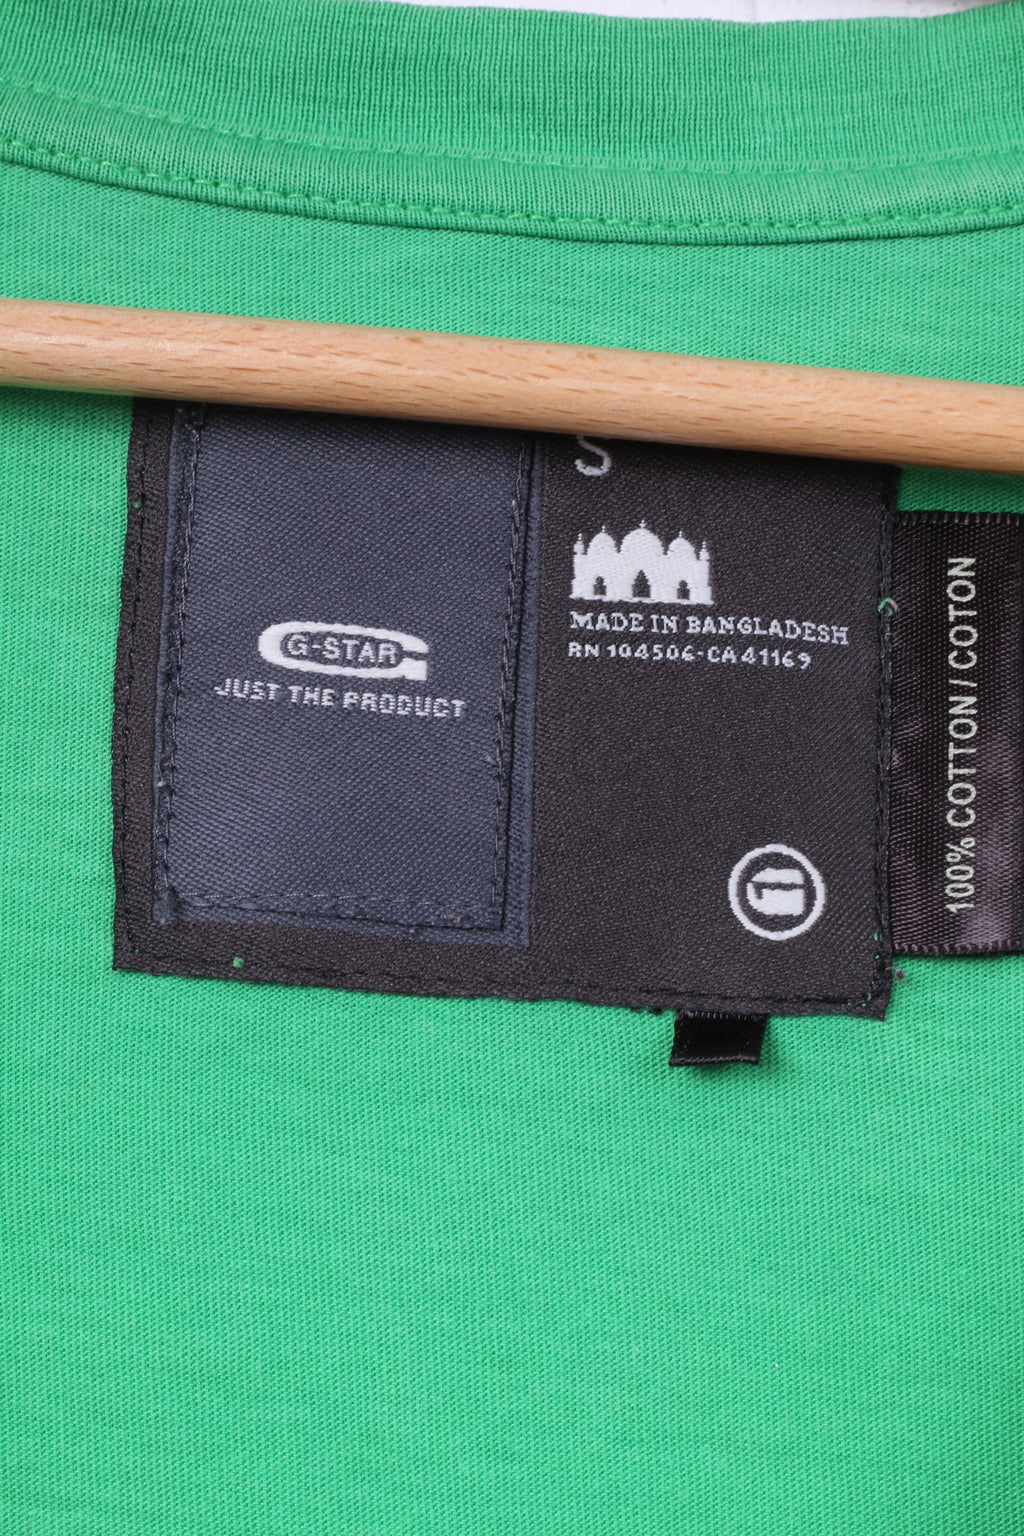 G-STAR
JUST THE PRODUCT
S
MADE IN BANGLADESH
RN 104506-CA 41169
100% COTTON / COTON